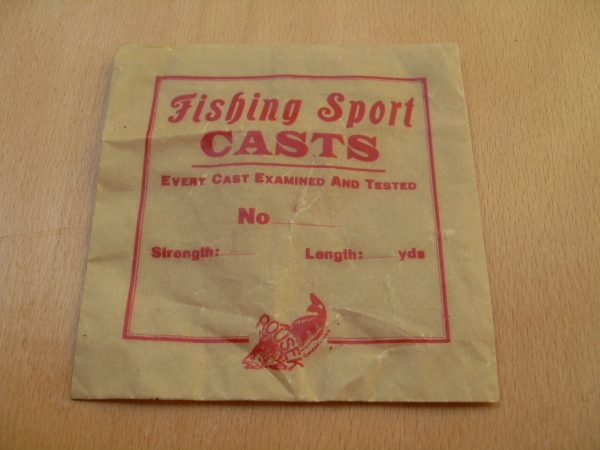 Fishing Sport
CASTS
EVERY CAST EXAMINED AND TESTED
No
Strength: Length: yds
ROUSEK